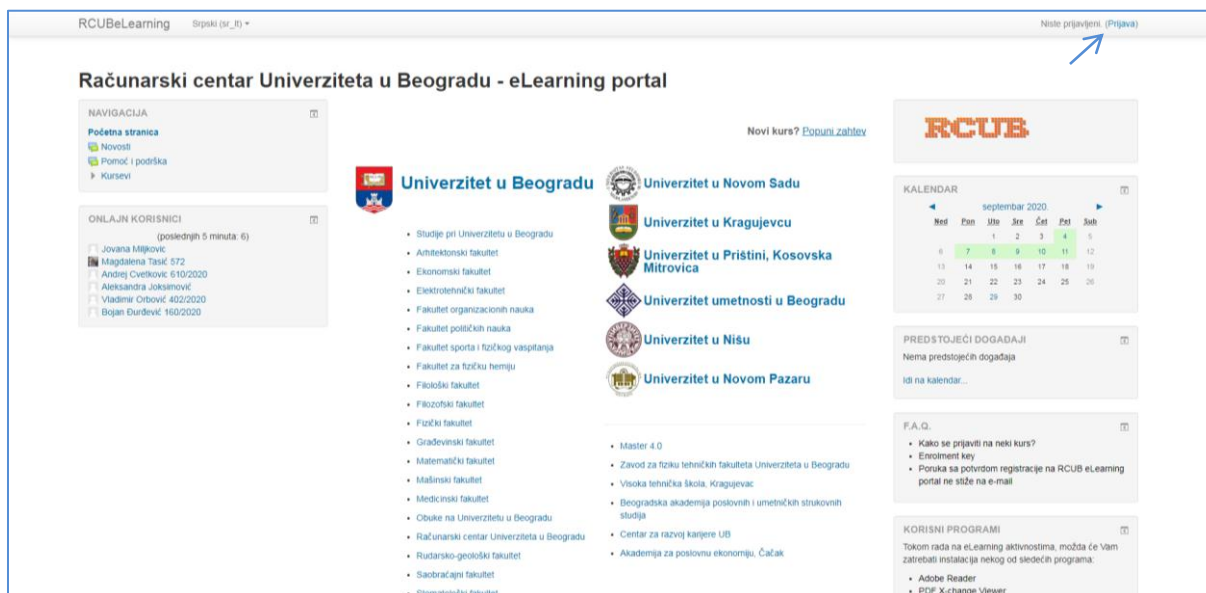 RCUBeLearning
Srpski (sr_lt)
Niste prijavljeni. (Prijava)
Računarski centar Univerziteta u Beogradu - eLearning portal
NAVIGACIJA
Početna stranica
Novosti
Pomoć i podrška
Kursevi
ONLAJN KORISNICI
(poslednjih 5 minuta: 6)
Jovana Miljkovic
Magdalena Tasić 572
Andrej Cvetkovic 610/2020
Aleksandra Joksimović
Vladimir Orbović 402/2020
Bojan Đurđević 160/2020
Novi kurs? Popuni zahtev
Univerzitet u Beogradu
Studije pri Univerzitetu u Beogradu
Arhitektonski fakultet
Ekonomski fakultet
Elektrotehnički fakultet
Fakultet organizacionih nauka
Fakultet političkih nauka
Fakultet sporta i fizičkog vaspitanja
Fakultet za fizičku hemiju
Filološki fakultet
Filozofski fakultet
Fizički fakultet
Građevinski fakultet
Matematički fakultet
Mašinski fakultet
Medicinski fakultet
Obuke na Univerzitetu u Beogradu
Računarski centar Univerziteta u Beogradu
Rudarsko-geološki fakultet
Saobraćajni fakultet
Stomatološki fakultet
Univerzitet u Novom Sadu
Univerzitet u Kragujevcu
Univerzitet u Prištini, Kosovska
Mitrovica
Univerzitet umetnosti u Beogradu
Univerzitet u Nišu
Univerzitet u Novom Pazaru
Master 4.0
Zavod za fiziku tehničkih fakulteta Univerziteta u Beogradu
Visoka tehnička škola, Kragujevac
Beogradska akademija poslovnih i umetničkih strukovnih
studija
Centar za razvoj karijere UB
Akademija za poslovnu ekonomiju, Čačak
RCUB
KALENDAR
septembar 2020.
Ned Pon Uto Sre Čet Pet Sub
1 2 3 4 5
6 7 8 9 10 11 12
13 14 15 16 17 18 19
20 21 22 23 24 25 26
27 28 29 30
PREDSTOJEĆI DOGAĐAJI
Nema predstojećih događaja
Idi na kalendar...
F.A.Q.
Kako se prijaviti na neki kurs?
Enrolment key
Poruka sa potvrdom registracije na RCUB eLearning
portal ne stiže na e-mail
KORISNI PROGRAMI
Tokom rada na eLearning aktivnostima, možda će Vam
zatrebati instalacija nekog od sledećih programa:
Adobe Reader
PDF X-change Viewer